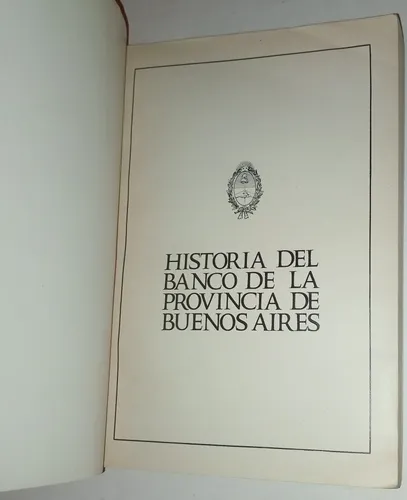 HISTORIA DEL
BANCO DE LA
PROVINCIA DE
BUENOS AIRES